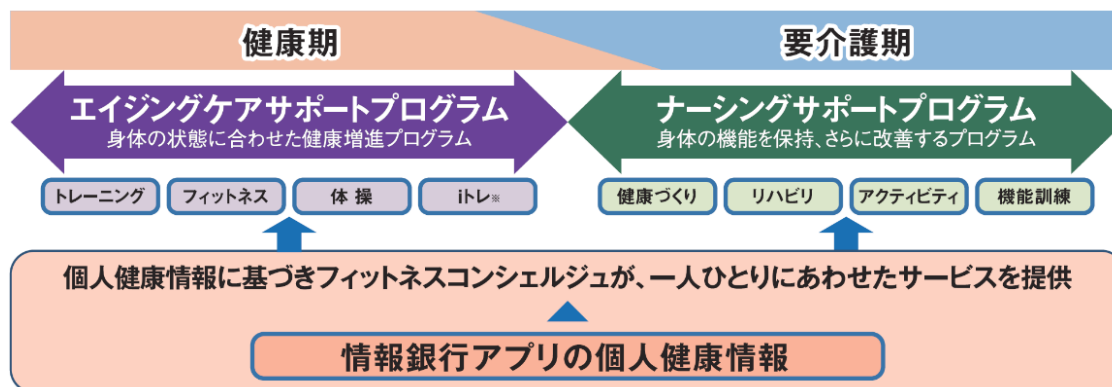 健康期
要介護期
エイジングケアサポートプログラム
身体の状態に合わせた健康増進プログラム
ナーシングサポートプログラム
身体の機能を保持、さらに改善するプログラム
トレーニング
フィットネス
体 操
iトレ※
健康づくり
リハビリ
アクティビティ
機能訓練
個人健康情報に基づきフィットネスコンシェルジュが、一人ひとりにあわせたサービスを提供
情報銀行アプリの個人健康情報